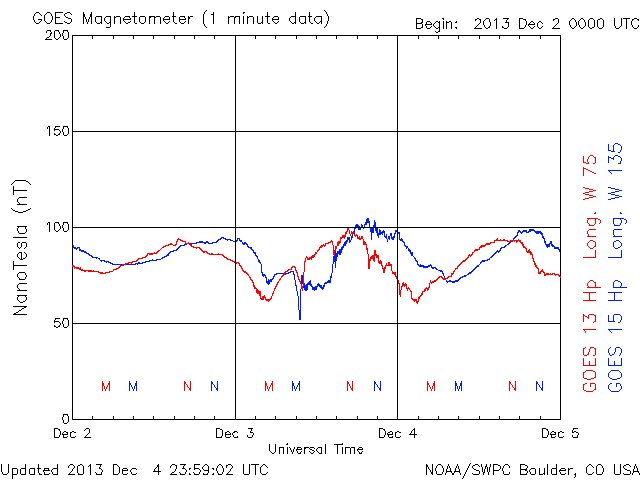 GOES Magnetometer (1 minute data)
Begin: 2013 Dec 2 0000 UTC
200
150
100
50
0
NanoTesla (nT)
M M N N M M N N M M N N
Dec 2 Dec 3 Dec 4 Dec 5
Universal Time
GOES 13 Hp Long. W 75
GOES 15 Hp Long. W 135
Updated 2013 Dec 4 23:59:02 UTC
NOAA/SWPC Boulder, CO USA